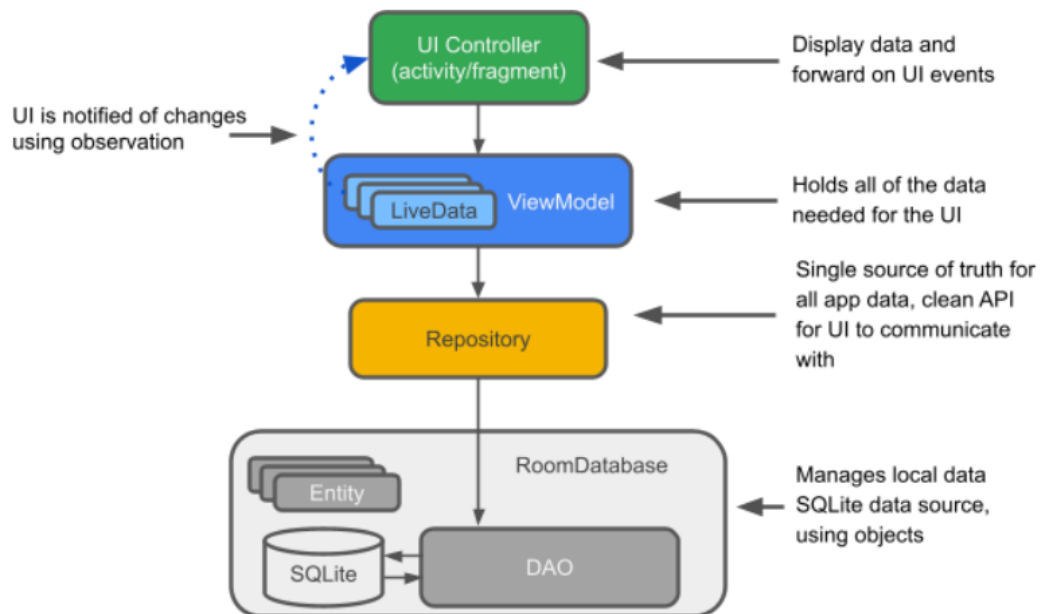 UI Controller
(activity/fragment)
Display data and
forward on UI events
UI is notified of changes
using observation
LiveData
ViewModel
Holds all of the data
needed for the UI
Single source of truth for
all app data, clean API
for UI to communicate
with
Repository
RoomDatabase
Entity
SQLite
DAO
Manages local data
SQLite data source,
using objects